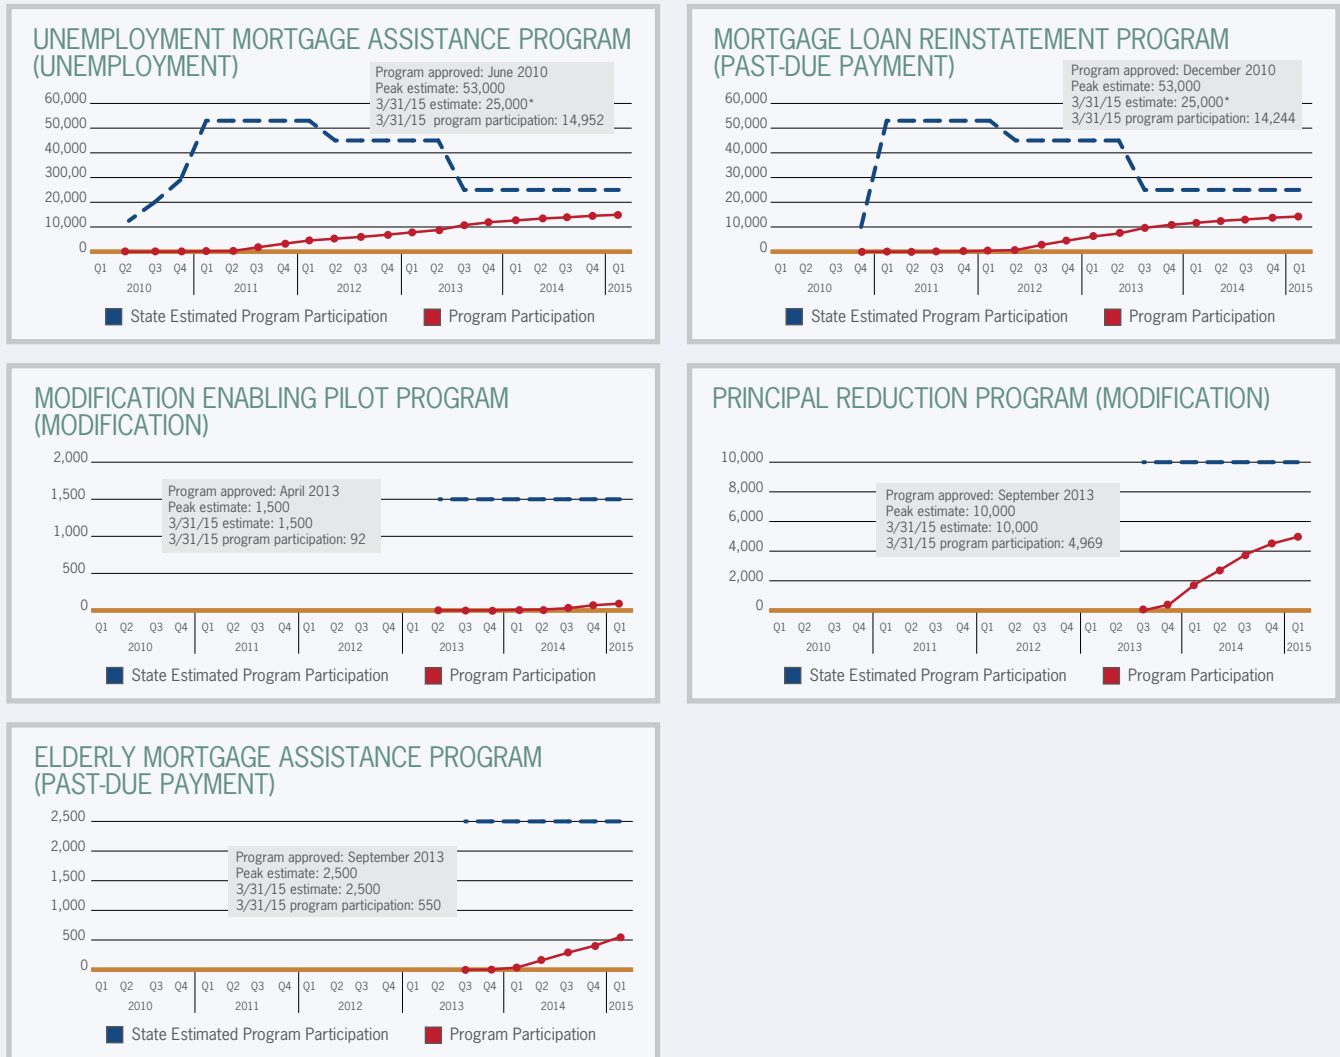 UNEMPLOYMENT MORTGAGE ASSISTANCE PROGRAM
(UNEMPLOYMENT)
Program approved: June 2010
Peak estimate: 53,000
3/31/15 estimate: 25,000*
3/31/15 program participation: 14,952
60,000
50,000
40,000
300,00
20,000
10,000
0
Q1 Q2 Q3 Q4 Q1 Q2 Q3 Q4 Q1 Q2 Q3 Q4 Q1 Q2 Q3 Q4 Q1 Q2 Q3 Q4 Q1
2010 2011 2012 2013 2014 2015
State Estimated Program Participation Program Participation
MORTGAGE LOAN REINSTATEMENT PROGRAM
(PAST-DUE PAYMENT)
Program approved: December 2010
Peak estimate: 53,000
3/31/15 estimate: 25,000*
3/31/15 program participation: 14,244
60,000
50,000
40,000
30,000
20,000
10,000
0
Q1 Q2 Q3 Q4 Q1 Q2 Q3 Q4 Q1 Q2 Q3 Q4 Q1 Q2 Q3 Q4 Q1 Q2 Q3 Q4 Q1
2010 2011 2012 2013 2014 2015
State Estimated Program Participation Program Participation
MODIFICATION ENABLING PILOT PROGRAM
(MODIFICATION)
2,000
1,500
1,000
500
0
Program approved: April 2013
Peak estimate: 1,500
3/31/15 estimate: 1,500
3/31/15 program participation: 92
Q1 Q2 Q3 Q4 Q1 Q2 Q3 Q4 Q1 Q2 Q3 Q4 Q1 Q2 Q3 Q4 Q1 Q2 Q3 Q4 Q1
2010 2011 2012 2013 2014 2015
State Estimated Program Participation Program Participation
PRINCIPAL REDUCTION PROGRAM (MODIFICATION)
10,000
8,000
6,000
4,000
2,000
0
Program approved: September 2013
Peak estimate: 10,000
3/31/15 estimate: 10,000
3/31/15 program participation: 4,969
Q1 Q2 Q3 Q4 Q1 Q2 Q3 Q4 Q1 Q2 Q3 Q4 Q1 Q2 Q3 Q4 Q1 Q2 Q3 Q4 Q1
2010 2011 2012 2013 2014 2015
State Estimated Program Participation Program Participation
ELDERLY MORTGAGE ASSISTANCE PROGRAM
(PAST-DUE PAYMENT)
2,500
2,000
1,500
1,000
500
0
Program approved: September 2013
Peak estimate: 2,500
3/31/15 estimate: 2,500
3/31/15 program participation: 550
Q1 Q2 Q3 Q4 Q1 Q2 Q3 Q4 Q1 Q2 Q3 Q4 Q1 Q2 Q3 Q4 Q1 Q2 Q3 Q4 Q1
2010 2011 2012 2013 2014 2015
State Estimated Program Participation Program Participation